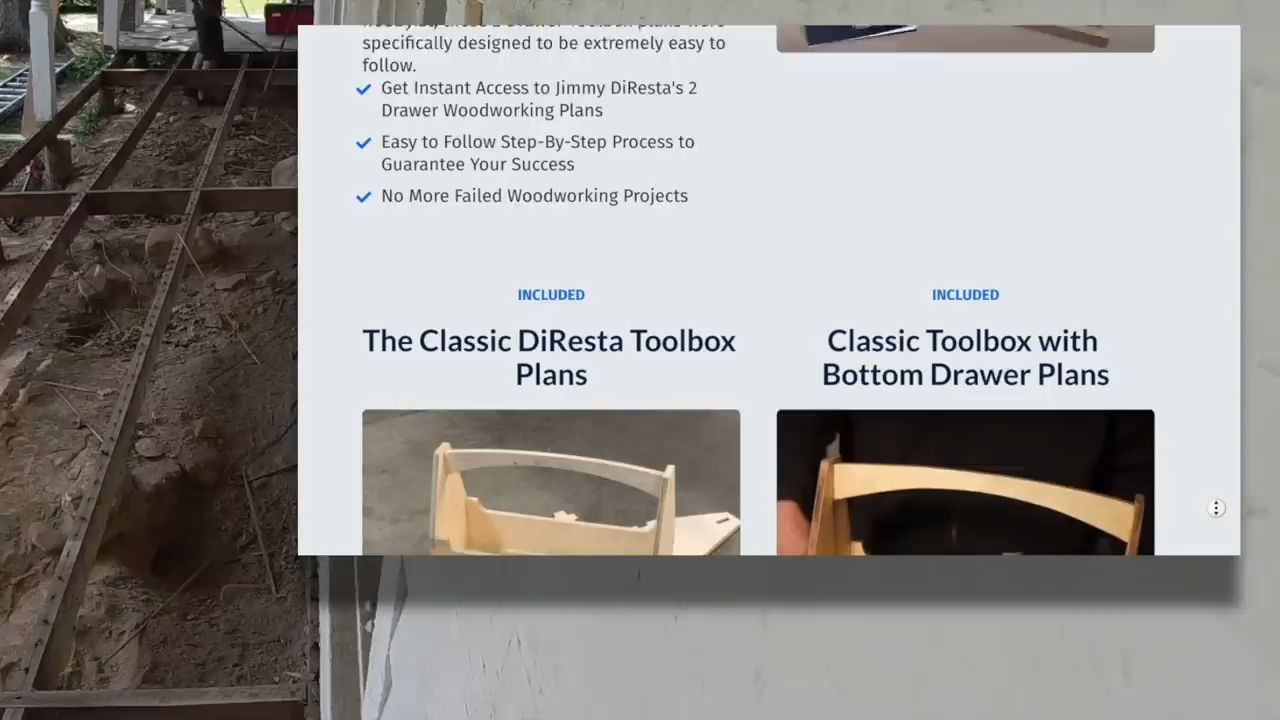 specifically designed to be extremely easy to
follow.
Get Instant Access to Jimmy DiResta's 2
Drawer Woodworking Plans
Easy to Follow Step-By-Step Process to
Guarantee Your Success
No More Failed Woodworking Projects
INCLUDED
The Classic DiResta Toolbox
Plans
INCLUDED
Classic Toolbox with
Bottom Drawer Plans